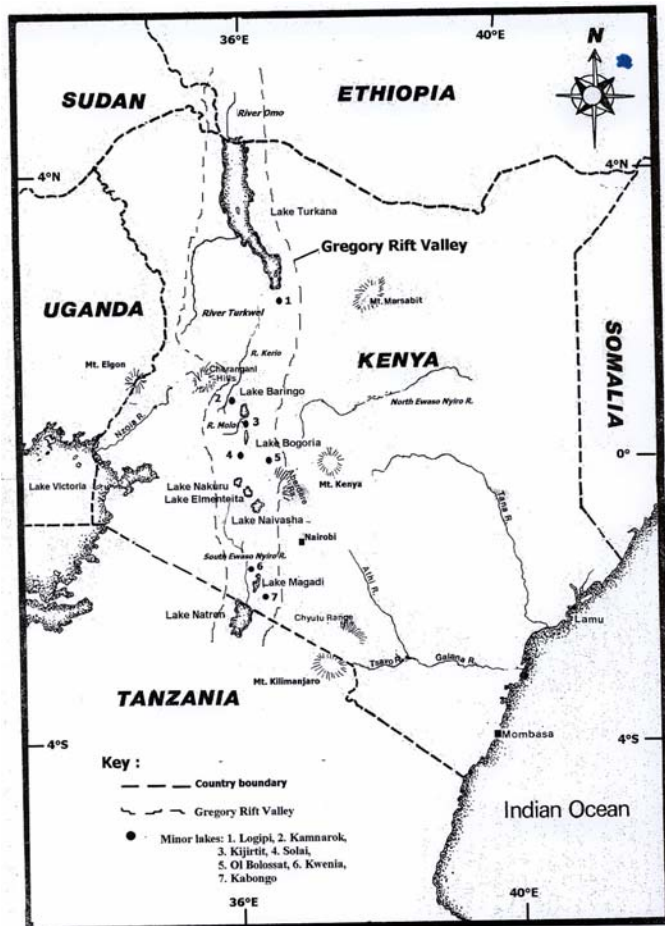 36°E
40°E
N
SUDAN
ETHIOPIA
River Omo
4°N
4°N
Lake Turkana
Gregory Rift Valley
UGANDA
River Turkwel
1
Mt. Marsabit
SOMALIA
R. Kerio
KENYA
Mt. Elgon
Charangani
Hills
2
Lake Baringo
North Ewaso Nyiro R.
Nzoia R.
R. Molo
3
Lake Bogoria
4
5
0°
Lake Victoria
Mt. Kenya
Lake Nakuru
Lake Elmenteita
Tana R.
Lake Naivasha
Nairobi
South Ewaso Nyiro R.
6
Athi R.
Lake Magadi
7
Lake Natron
Chyulu Range
Lamu
Tsavo R.
Galana R.
Mt. Kilimanjaro
TANZANIA
4°S
Mombasa
4°S
Key :
Country boundary
Gregory Rift Valley
Indian Ocean
Minor lakes: 1. Logipi, 2. Kamnarok,
3. Kijirtit, 4. Solai,
5. Ol Bolossat, 6. Kwenia,
7. Kabongo
36°E
40°E